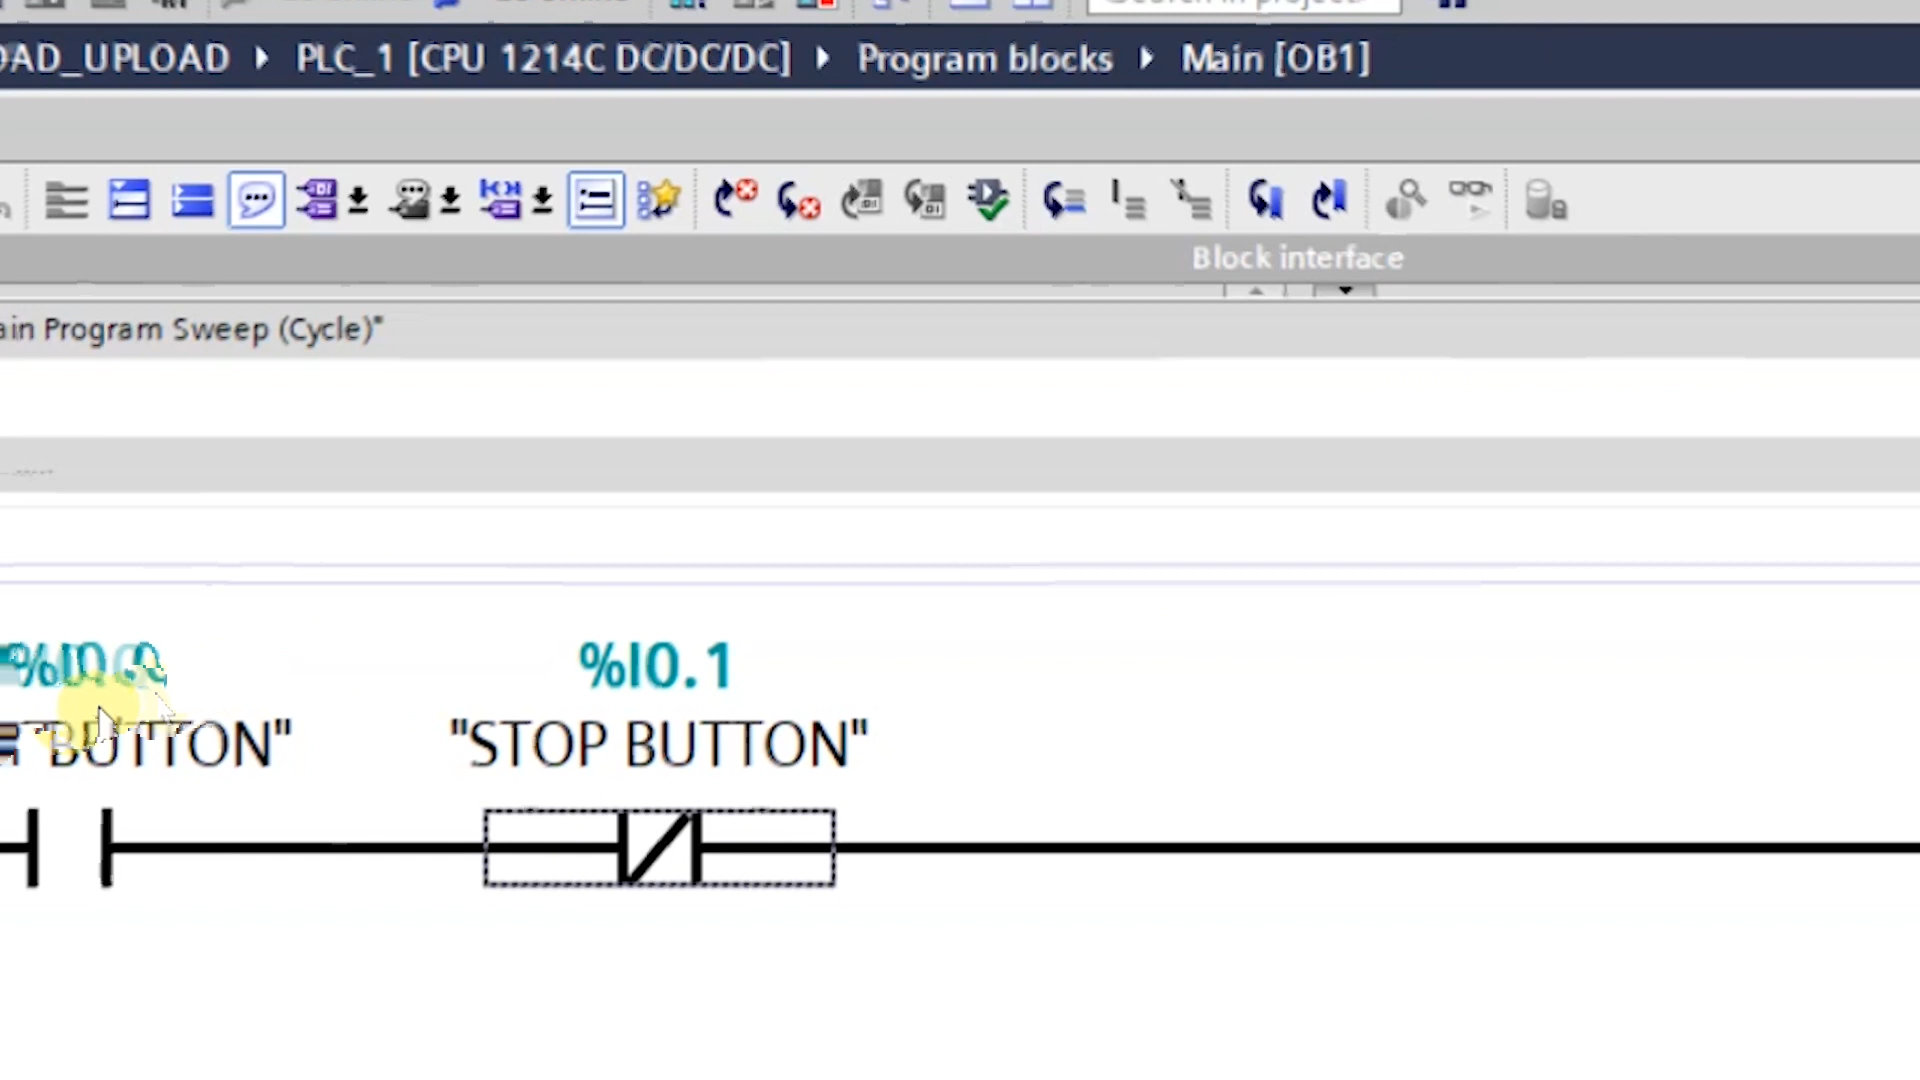 OAD_UPLOAD ▸ PLC_1 [CPU 1214C DC/DC/DC] ▸ Program blocks ▸ Main [OB1]
Block interface
ain Program Sweep (Cycle)"
%I0.1
BUTTON"
"STOP BUTTON"